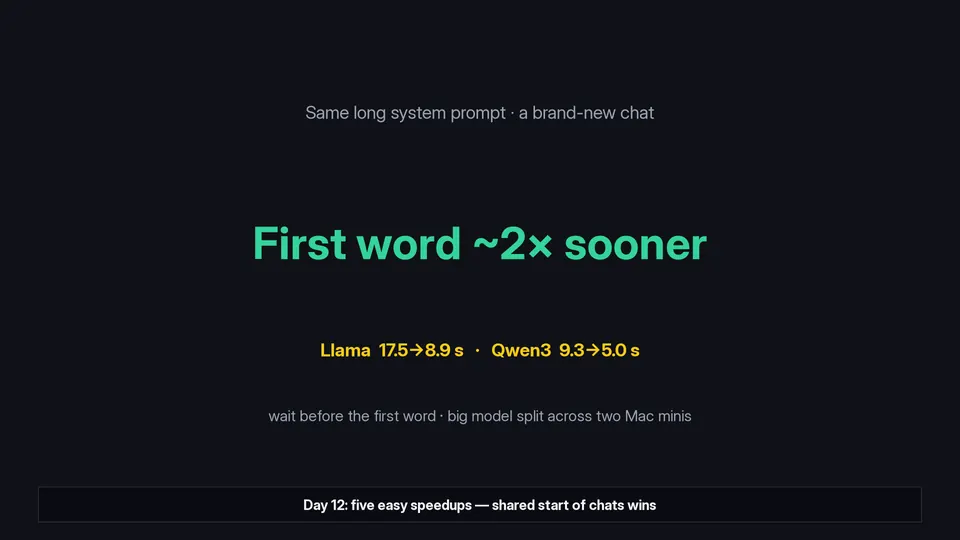 Same long system prompt · a brand-new chat
First word ~2× sooner
Llama 17.5→8.9 s · Qwen3 9.3→5.0 s
wait before the first word · big model split across two Mac minis
Day 12: five easy speedups — shared start of chats wins